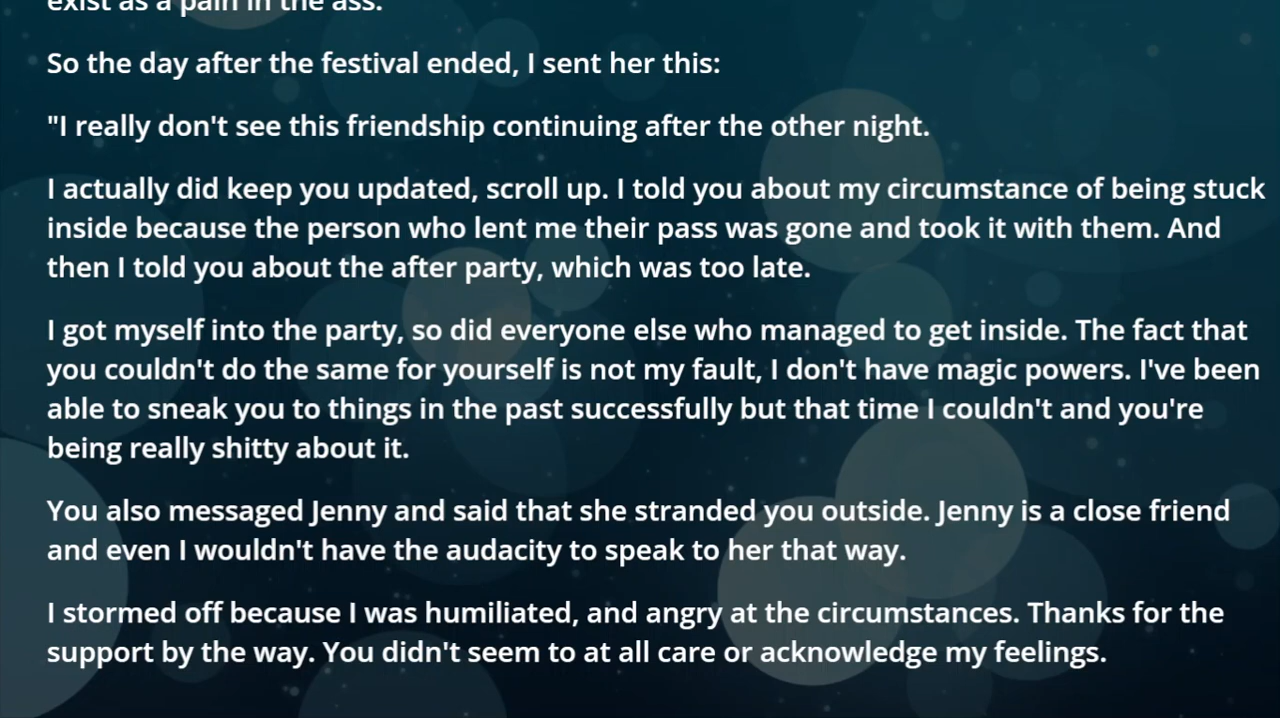 exist as a pain in the ass.
So the day after the festival ended, I sent her this:
"I really don't see this friendship continuing after the other night.
I actually did keep you updated, scroll up. I told you about my circumstance of being stuck
inside because the person who lent me their pass was gone and took it with them. And
then I told you about the after party, which was too late.
I got myself into the party, so did everyone else who managed to get inside. The fact that
you couldn't do the same for yourself is not my fault, I don't have magic powers. I've been
able to sneak you to things in the past successfully but that time I couldn't and you're
being really shitty about it.
You also messaged Jenny and said that she stranded you outside. Jenny is a close friend
and even I wouldn't have the audacity to speak to her that way.
I stormed off because I was humiliated, and angry at the circumstances. Thanks for the
support by the way. You didn't seem to at all care or acknowledge my feelings.